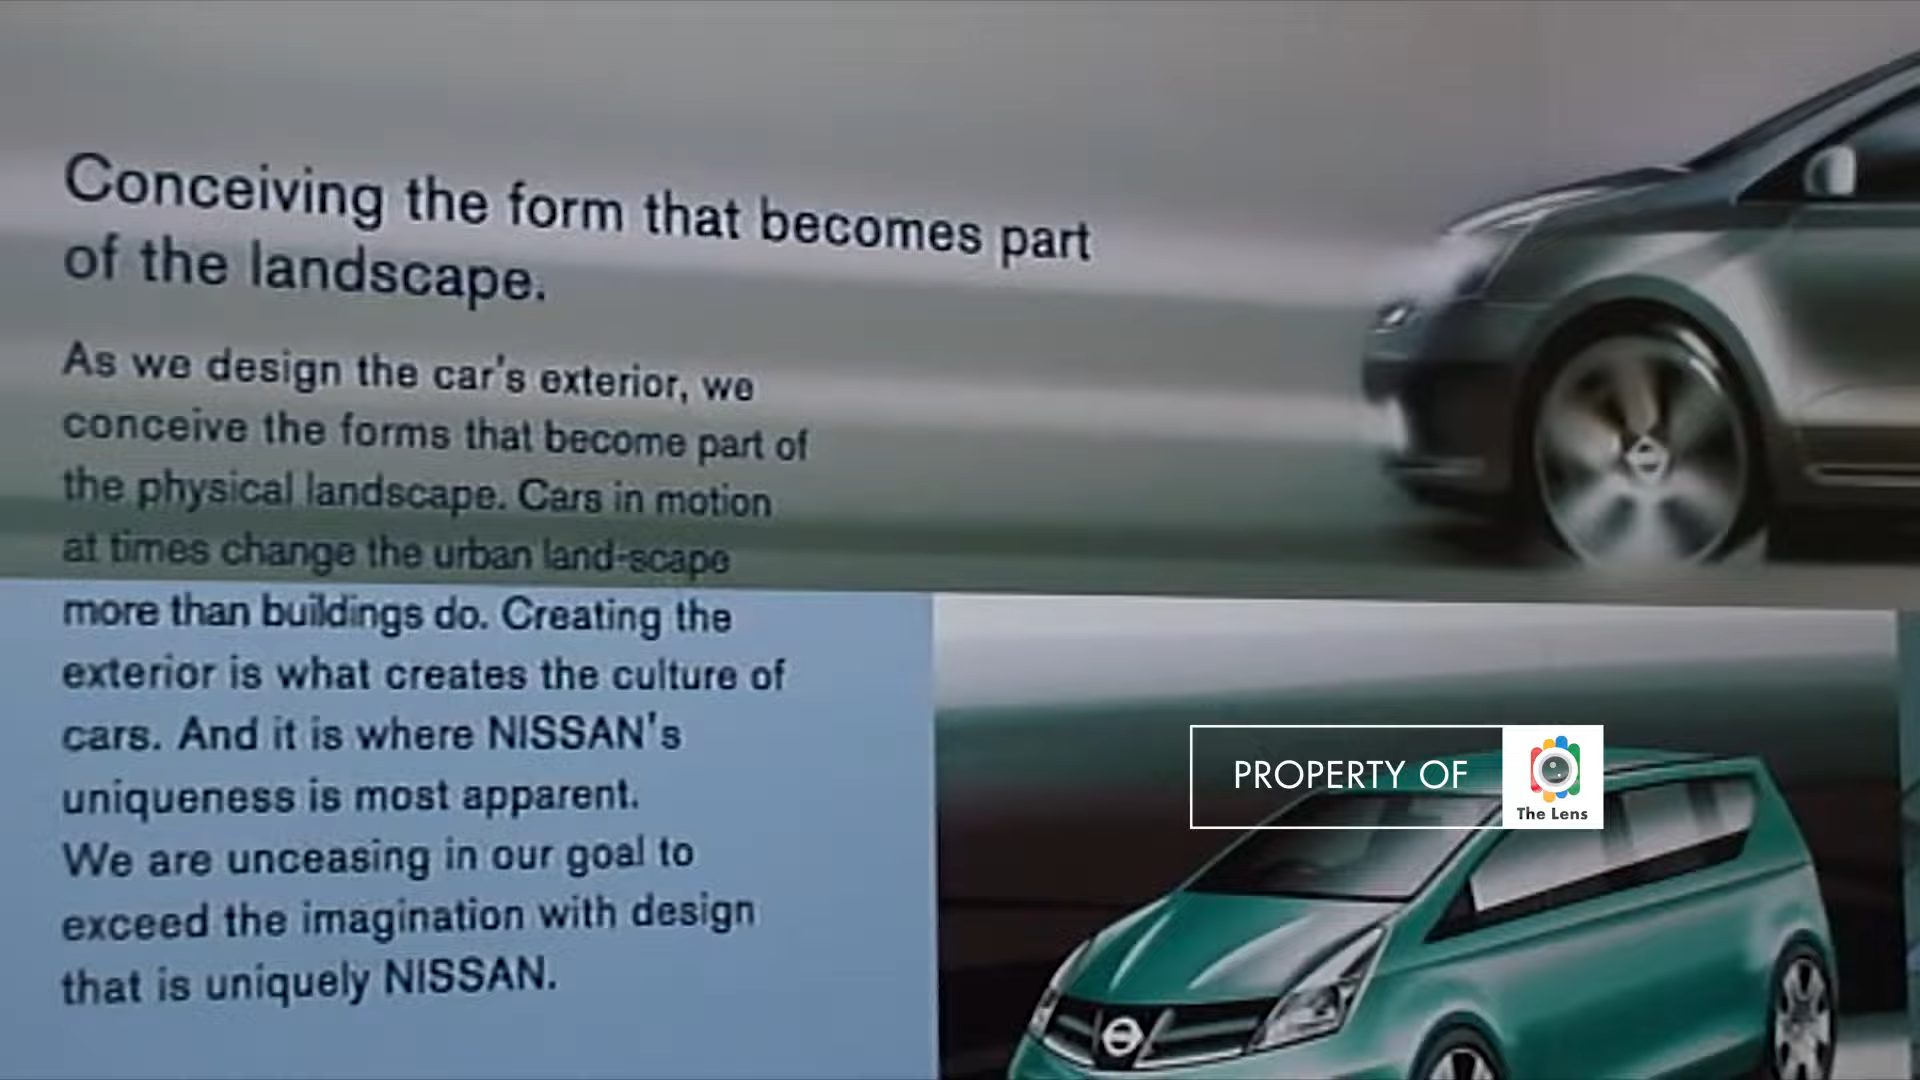 Conceiving the form that becomes part
of the landscape.
As we design the car's exterior, we
conceive the forms that become part of
the physical landscape. Cars in motion
at times change the urban land-scape
more than buildings do. Creating the
exterior is what creates the culture of
cars. And it is where NISSAN's
uniqueness is most apparent.
We are unceasing in our goal to
exceed the imagination with design
that is uniquely NISSAN.
PROPERTY OF
The Lens